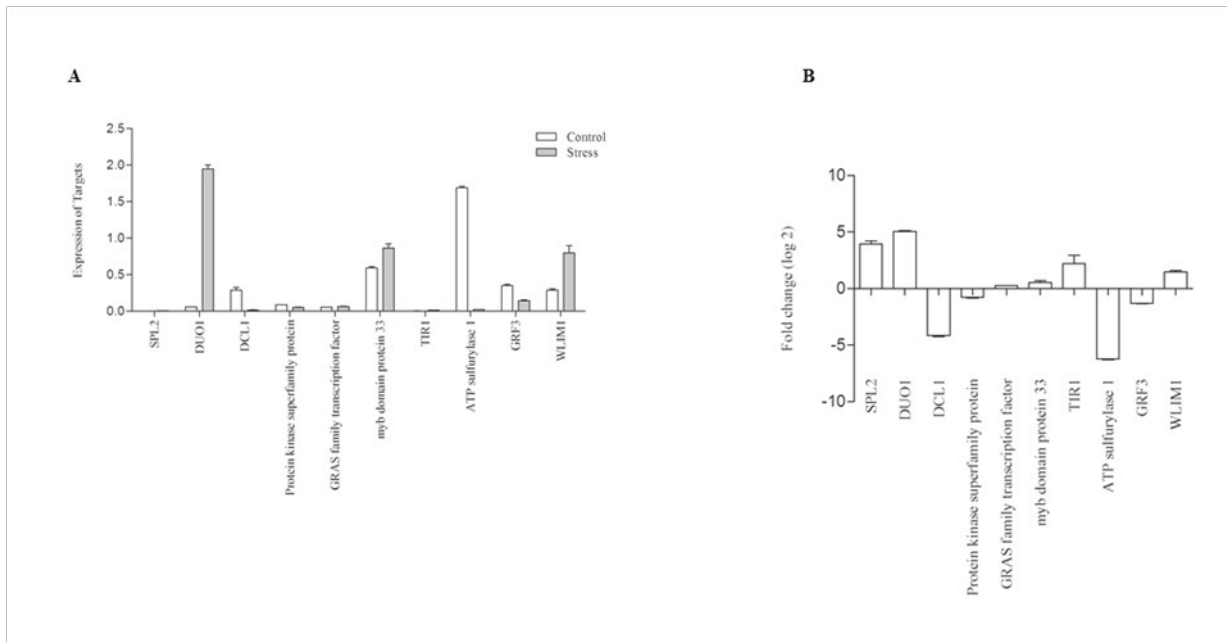 A
Expression of Targets
2.5
2.0
1.5
1.0
0.5
0.0
Control
Stress
SPL2
DUO1
DCL1
Protein kinase superfamily protein
GRAS family transcription factor
myb domain protein 33
TIR1
ATP sulfurylase 1
GRF3
WLIM1
B
Fold change (log 2)
10
5
0
-5
-10
SPL2
DUO1
DCL1
Protein kinase superfamily protein
GRAS family transcription factor
myb domain protein 33
TIR1
ATP sulfurylase 1
GRF3
WLIM1